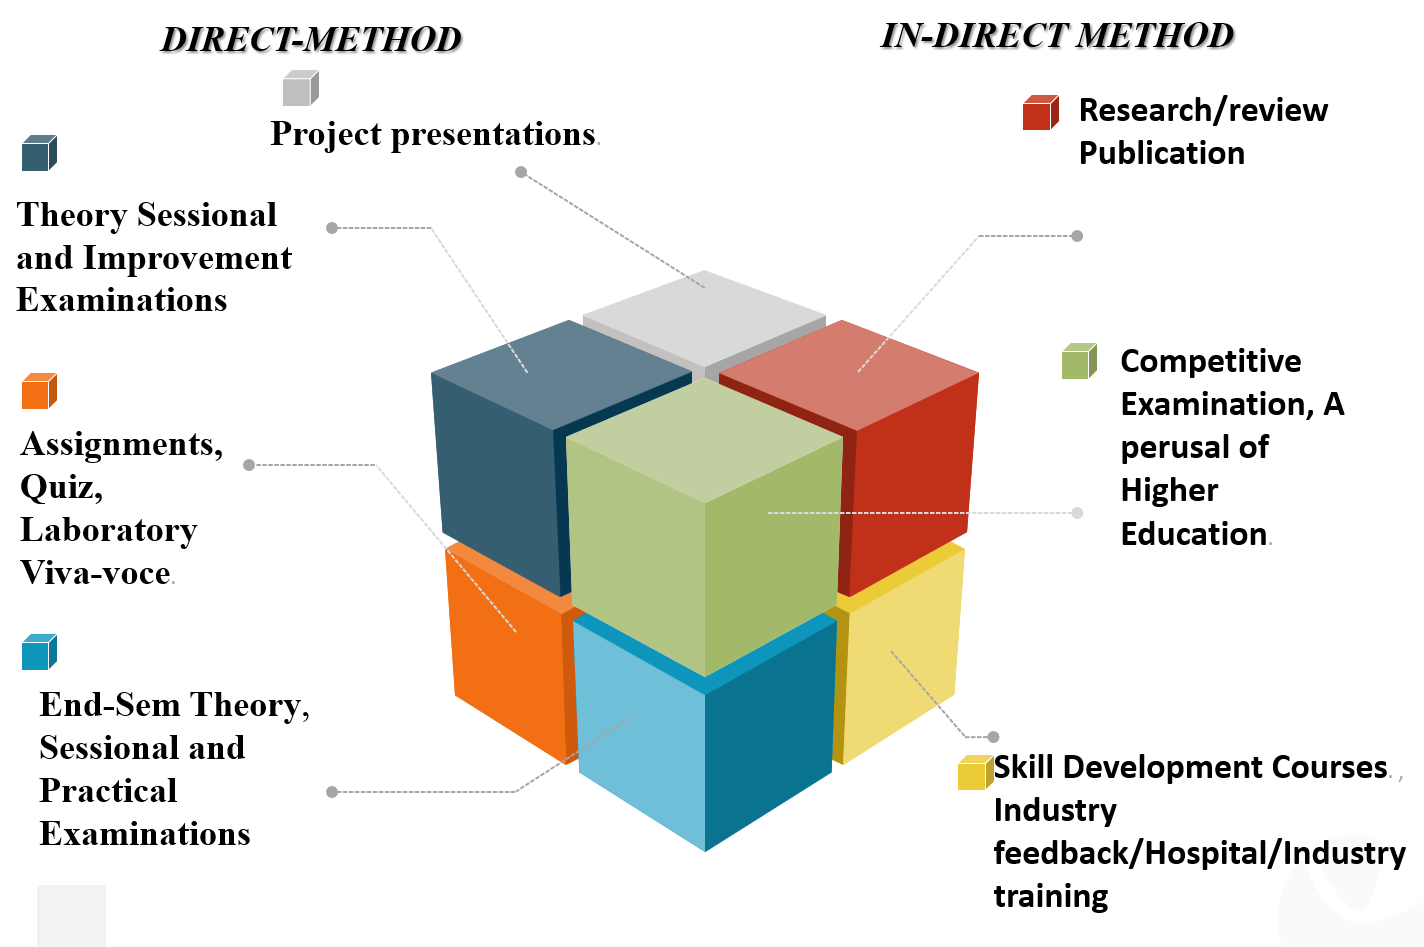 DIRECT-METHOD
Project presentations.
Theory Sessional
and Improvement
Examinations
Assignments,
Quiz,
Laboratory
Viva-voce.
End-Sem Theory,
Sessional and
Practical
Examinations
IN-DIRECT METHOD
Research/review
Publication
Competitive
Examination, A
perusal of
Higher
Education.
Skill Development Courses. ,
Industry
feedback/Hospital/Industry
training